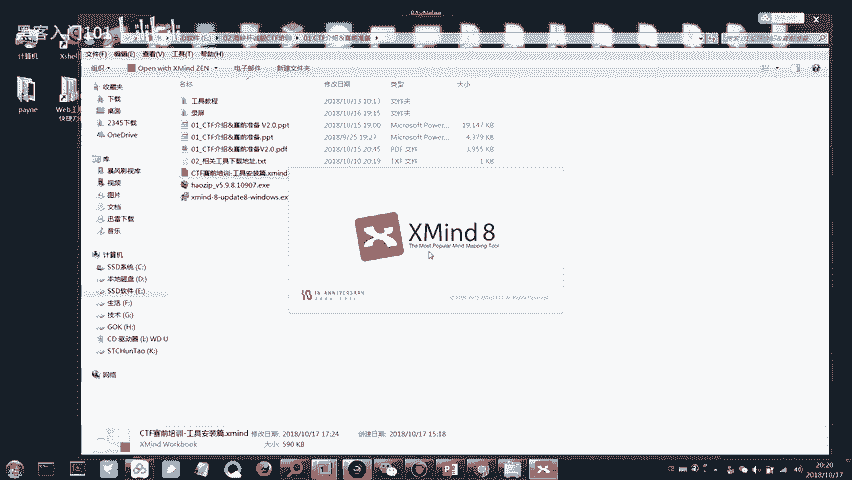 黑客入门101
计算机
Xshell
payne
Web工
文件(F) 编辑(E) 查看(V) 工具(T) 帮助(H)
组织 Open with XMind ZEN 电子邮件 新建文件夹
名称 修改日期 类型 大小
收藏夹
下载
桌面
2345下载
OneDrive
库
暴风影视库
视频
图片
文档
迅雷下载
音乐
计算机
SSD系统 (C:)
本地磁盘 (D:)
SSD软件 (E:)
生活 (F:)
技术 (G:)
GOK (H:)
CD 驱动器 (I:) WD U
STCHunTao (K:)
网络
工具教程 2018/10/13 10:13 文件夹
录屏 2018/10/16 19:15 文件夹
01_CTF介绍&赛前准备V2.0.ppt 2018/10/15 19:00 Microsoft Power... 19,147 KB
01_CTF介绍&赛前准备.ppt 2018/9/25 19:27 Microsoft Power... 4,379 KB
01_CTF介绍&赛前准备V2.0.pdf 2018/10/15 20:45 PDF 文件
02_相关工具下载地址.txt 2018/10/10 20:19 TXT 文件 1 KB
CTF赛前培训-工具安装篇.xmind
haozip_v5.9.8.10907.exe
xmind-8-update8-windows.ex
XMind 8
The Most Popular Mind Mapping Tool
CTF赛前培训-工具安装篇.xmind 修改日期: 2018/10/17 17:24 创建日期: 2018/10/17 15:18
XMind Workbook 大小: 590 KB
20:20
2018/10/17